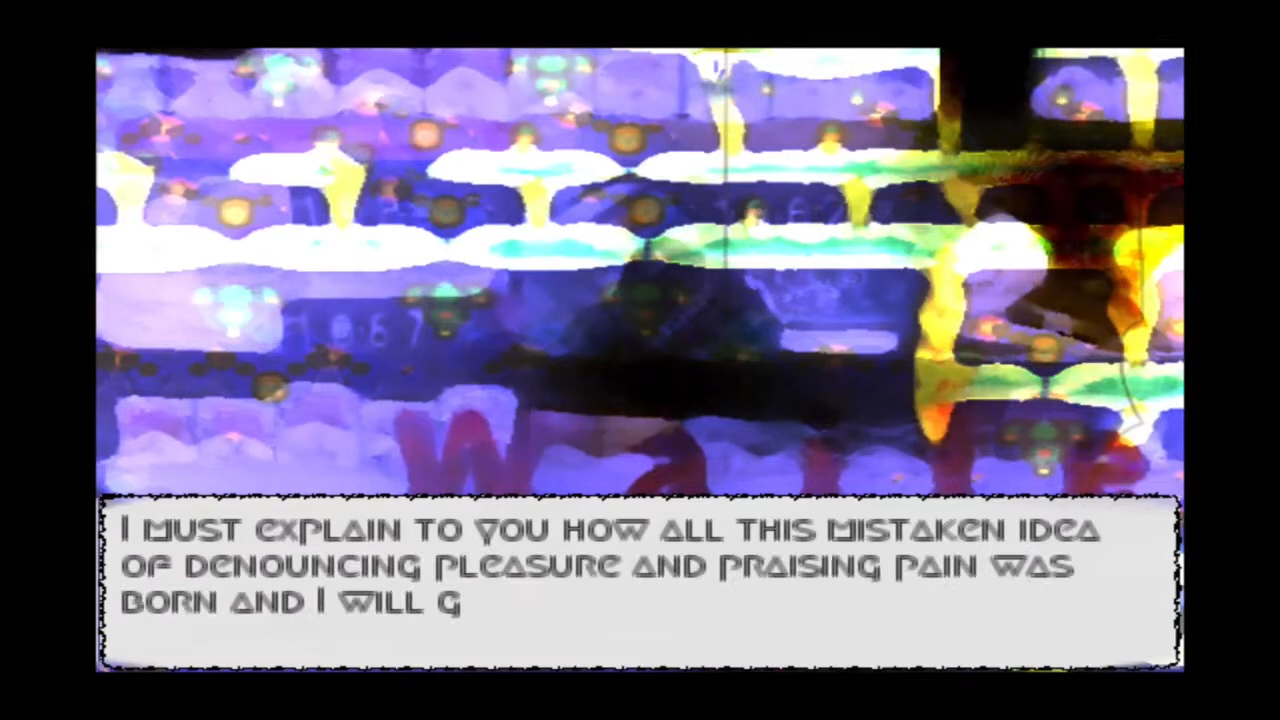 1067
I MUST EXPLAIN TO YOU HOW ALL THIS MISTAKEN IDEA
OF DENOUNCING PLEASURE AND PRAISING PAIN WAS
BORN AND I WILL G